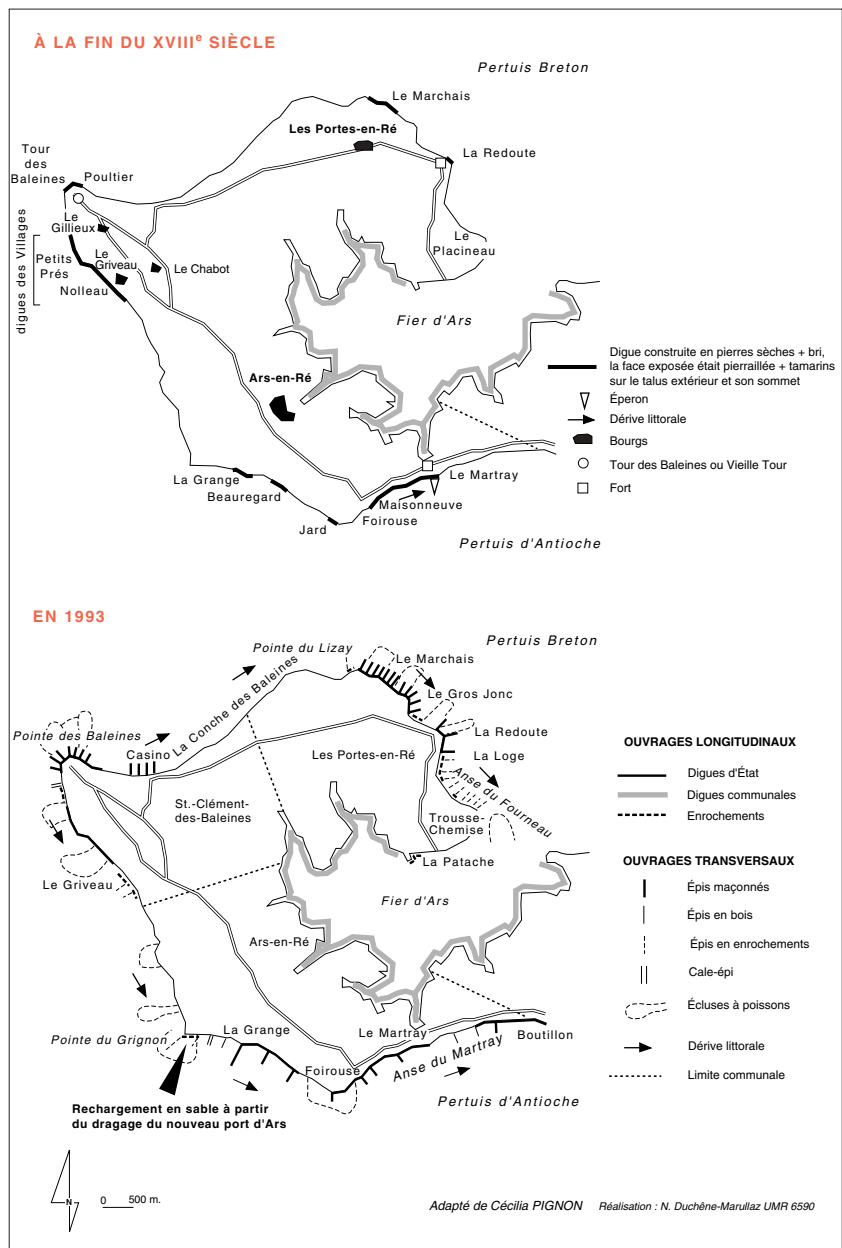 À LA FIN DU XVIIIe SIÈCLE
Pertuis Breton
Le Marchais
Les Portes-en-Ré
La Redoute
Tour
des
Baleines
Poultier
Le
Gillieux
Le
Placineau
digues des Villages
Petits
Prés
Le
Griveau
Le Chabot
Nolleau
Fier d'Ars
Ars-en-Ré
La Grange
Beauregard
Jard
Foirouse
Maisonneuve
Le Martray
Pertuis d'Antioche
Digue construite en pierres sèches + bri,
la face exposée était pierraillée + tamarins
sur le talus extérieur et son sommet
Éperon
Dérive littorale
Bourgs
Tour des Baleines ou Vieille Tour
Fort
EN 1993
Pertuis Breton
Pointe du Lizay
Le Marchais
La Conche des Baleines
Le Gros Jonc
Pointe des Baleines
Casino
La Redoute
Les Portes-en-Ré
La Loge
Anse du Fourneau
St.-Clément-
des-Baleines
Trousse-
Chemise
La Patache
Le Griveau
Fier d'Ars
Ars-en-Ré
Pointe du Grignon
La Grange
Le Martray
Boutillon
Foirouse
Anse du Martray
Pertuis d'Antioche
Rechargement en sable à partir
du dragage du nouveau port d'Ars
OUVRAGES LONGITUDINAUX
Digues d'État
Digues communales
Enrochements
OUVRAGES TRANSVERSAUX
Épis maçonnés
Épis en bois
Épis en enrochements
Cale-épi
Écluses à poissons
Dérive littorale
Limite communale
N
0 500 m.
Adapté de Cécilia PIGNON Réalisation : N. Duchêne-Marullaz UMR 6590